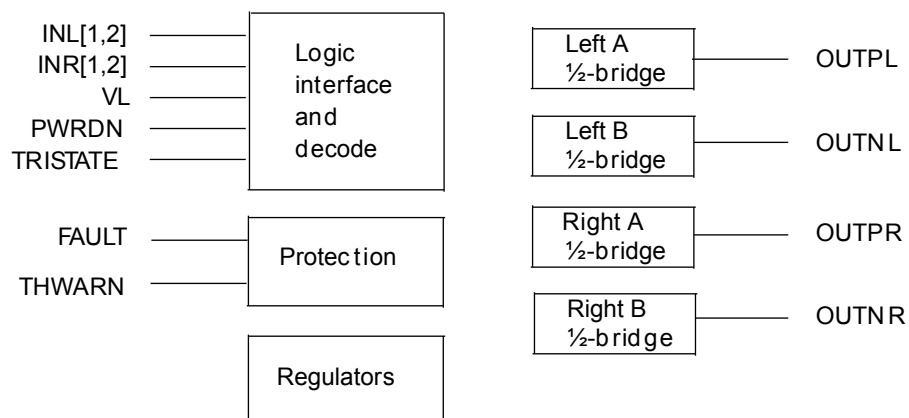 INL[1,2]
INR[1,2]
VL
PWRDN
TRISTATE
Logic
interface
and
decode
FAULT
THWARN
Protection
Regulators
Left A
½-bridge
OUTPL
Left B
½-bridge
OUTNL
Right A
½-bridge
OUTPR
Right B
½-bridge
OUTNR